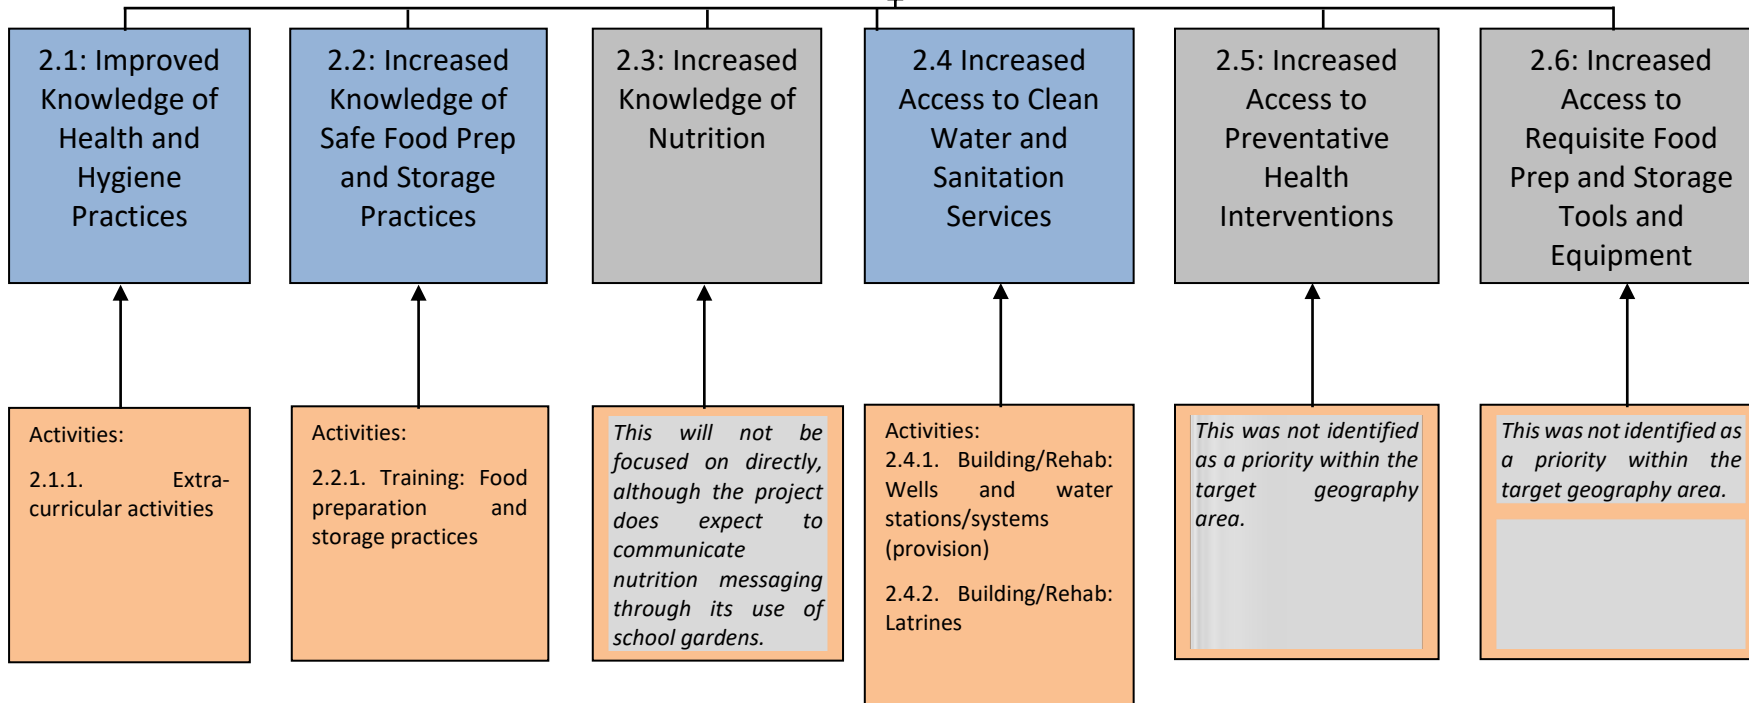 2.1: Improved
Knowledge of
Health and
Hygiene
Practices
2.2: Increased
Knowledge of
Safe Food Prep
and Storage
Practices
2.3: Increased
Knowledge of
Nutrition
2.4 Increased
Access to Clean
Water and
Sanitation
Services
2.5: Increased
Access to
Preventative
Health
Interventions
2.6: Increased
Access to
Requisite Food
Prep and Storage
Tools and
Equipment
Activities:
2.1.1. Extra-
curricular activities
Activities:
2.2.1. Training: Food
preparation and
storage practices
This will not be
focused on directly,
although the project
does expect to
communicate
nutrition messaging
through its use of
school gardens.
Activities:
2.4.1. Building/Rehab:
Wells and water
stations/systems
(provision)
2.4.2. Building/Rehab:
Latrines
This was not identified
as a priority within the
target geography
area.
This was not identified as
a priority within the
target geography area.